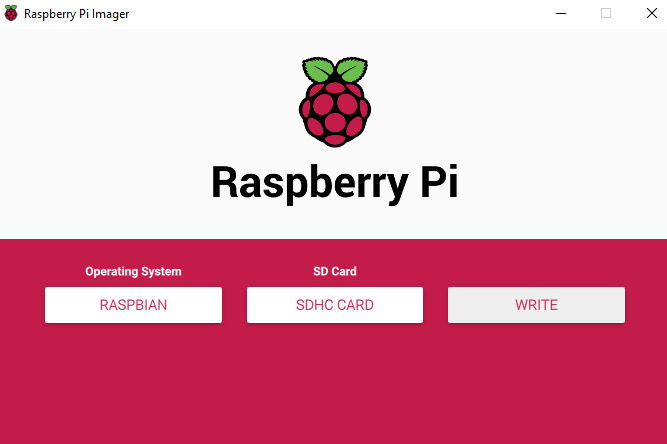 Raspberry Pi Imager
Raspberry Pi
Operating System
SD Card
RASPBIAN
SDHC CARD
WRITE